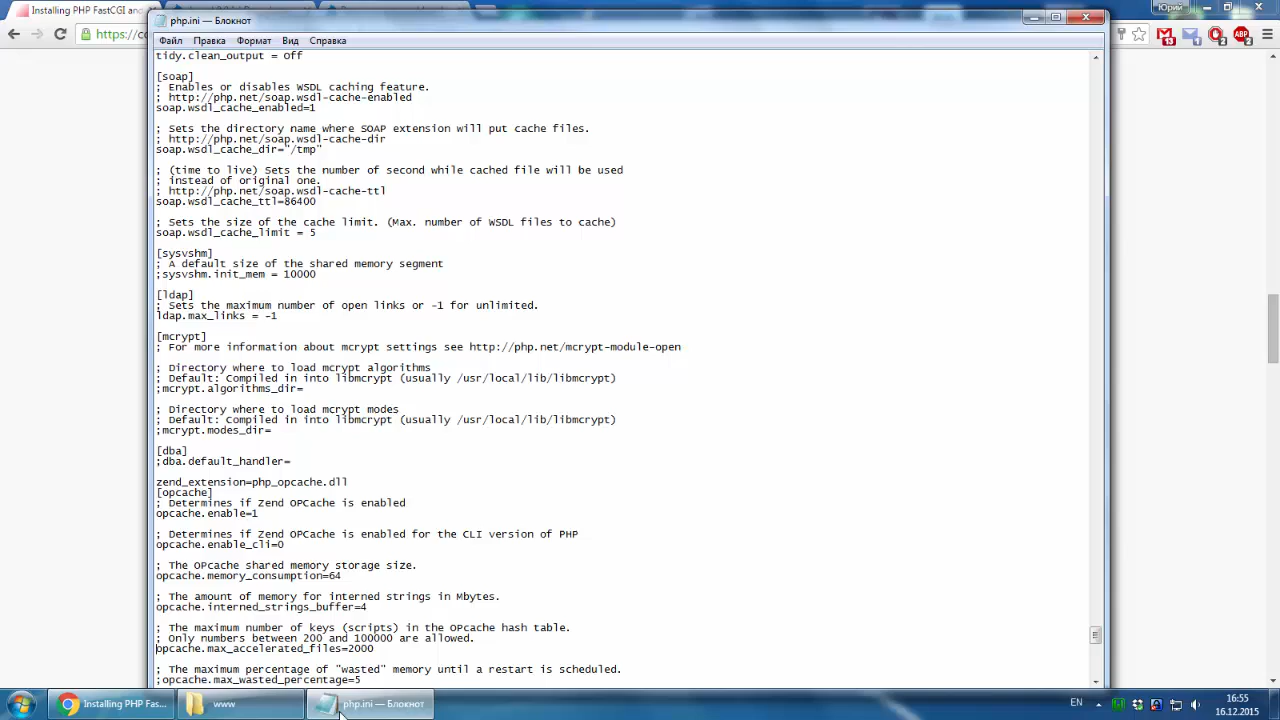 Installing PHP FastCGI and
Юрий
https://cc
php.ini — Блокнот
Файл Правка Формат Вид Справка
tidy.clean_output = Off
[soap]
; Enables or disables WSDL caching feature.
; http://php.net/soap.wsdl-cache-enabled
soap.wsdl_cache_enabled=1
; Sets the directory name where SOAP extension will put cache files.
; http://php.net/soap.wsdl-cache-dir
soap.wsdl_cache_dir="/tmp"
; (time to live) Sets the number of second while cached file will be used
; instead of original one.
; http://php.net/soap.wsdl-cache-ttl
soap.wsdl_cache_ttl=86400
; Sets the size of the cache limit. (Max. number of WSDL files to cache)
soap.wsdl_cache_limit = 5
[sysvshm]
; A default size of the shared memory segment
;sysvshm.init_mem = 10000
[ldap]
; Sets the maximum number of open links or -1 for unlimited.
ldap.max_links = -1
[mcrypt]
; For more information about mcrypt settings see http://php.net/mcrypt-module-open
; Directory where to load mcrypt algorithms
; Default: Compiled in into libmcrypt (usually /usr/local/lib/libmcrypt)
;mcrypt.algorithms_dir=
; Directory where to load mcrypt modes
; Default: Compiled in into libmcrypt (usually /usr/local/lib/libmcrypt)
;mcrypt.modes_dir=
[dba]
;dba.default_handler=
zend_extension=php_opcache.dll
[opcache]
; Determines if Zend OPCache is enabled
opcache.enable=1
; Determines if Zend OPCache is enabled for the CLI version of PHP
opcache.enable_cli=0
; The OPcache shared memory storage size.
opcache.memory_consumption=64
; The amount of memory for interned strings in Mbytes.
opcache.interned_strings_buffer=4
; The maximum number of keys (scripts) in the OPcache hash table.
; Only numbers between 200 and 100000 are allowed.
opcache.max_accelerated_files=2000
; The maximum percentage of "wasted" memory until a restart is scheduled.
;opcache.max_wasted_percentage=5
Installing PHP Fast... www php.ini — Блокнот EN 16:55
16.12.2015